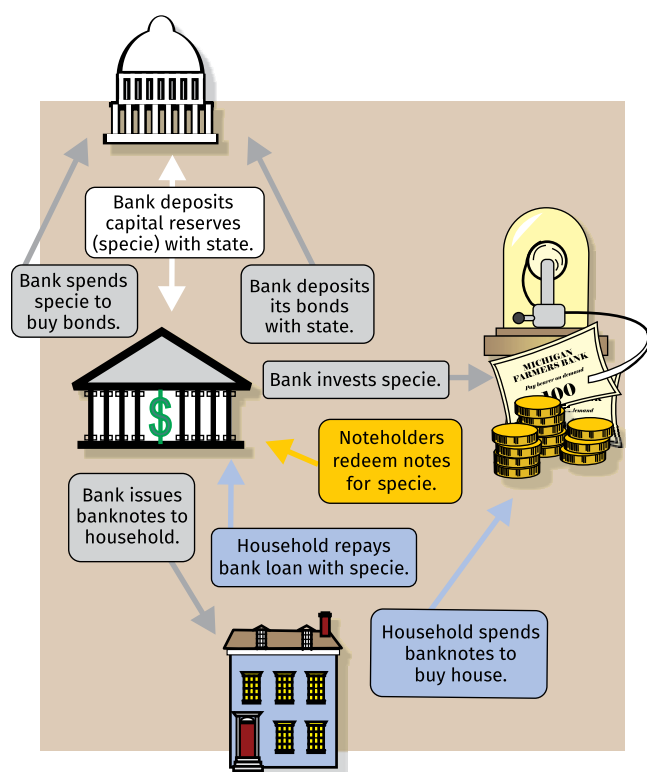 Bank deposits
capital reserves
(specie) with state.
Bank spends
specie to
buy bonds.
Bank deposits
its bonds
with state.
Bank invests specie.
MICHIGAN
FARMERS BANK
Pay bearer on demand
100
demand
$
Noteholders
redeem notes
for specie.
Bank issues
banknotes to
household.
Household repays
bank loan with specie.
Household spends
banknotes to
buy house.